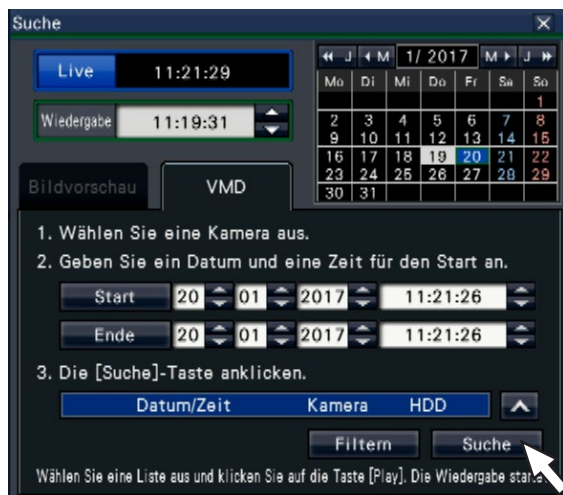 Suche
Live 11:21:29
Wiedergabe 11:19:31
J M 1/ 2017 M J
Mo Di Mi Do Fr Sa So
1
2 3 4 5 6 7 8
9 10 11 12 13 14 15
16 17 18 19 20 21 22
23 24 25 26 27 28 29
30 31
Bildvorschau VMD
1. Wählen Sie eine Kamera aus.
2. Geben Sie ein Datum und eine Zeit für den Start an.
Start 20 01 2017 11:21:26
Ende 20 01 2017 11:21:26
3. Die [Suche]-Taste anklicken.
Datum/Zeit Kamera HDD
Filtern Suche
Wählen Sie eine Liste aus und klicken Sie auf die Taste [Play]. Die Wiedergabe